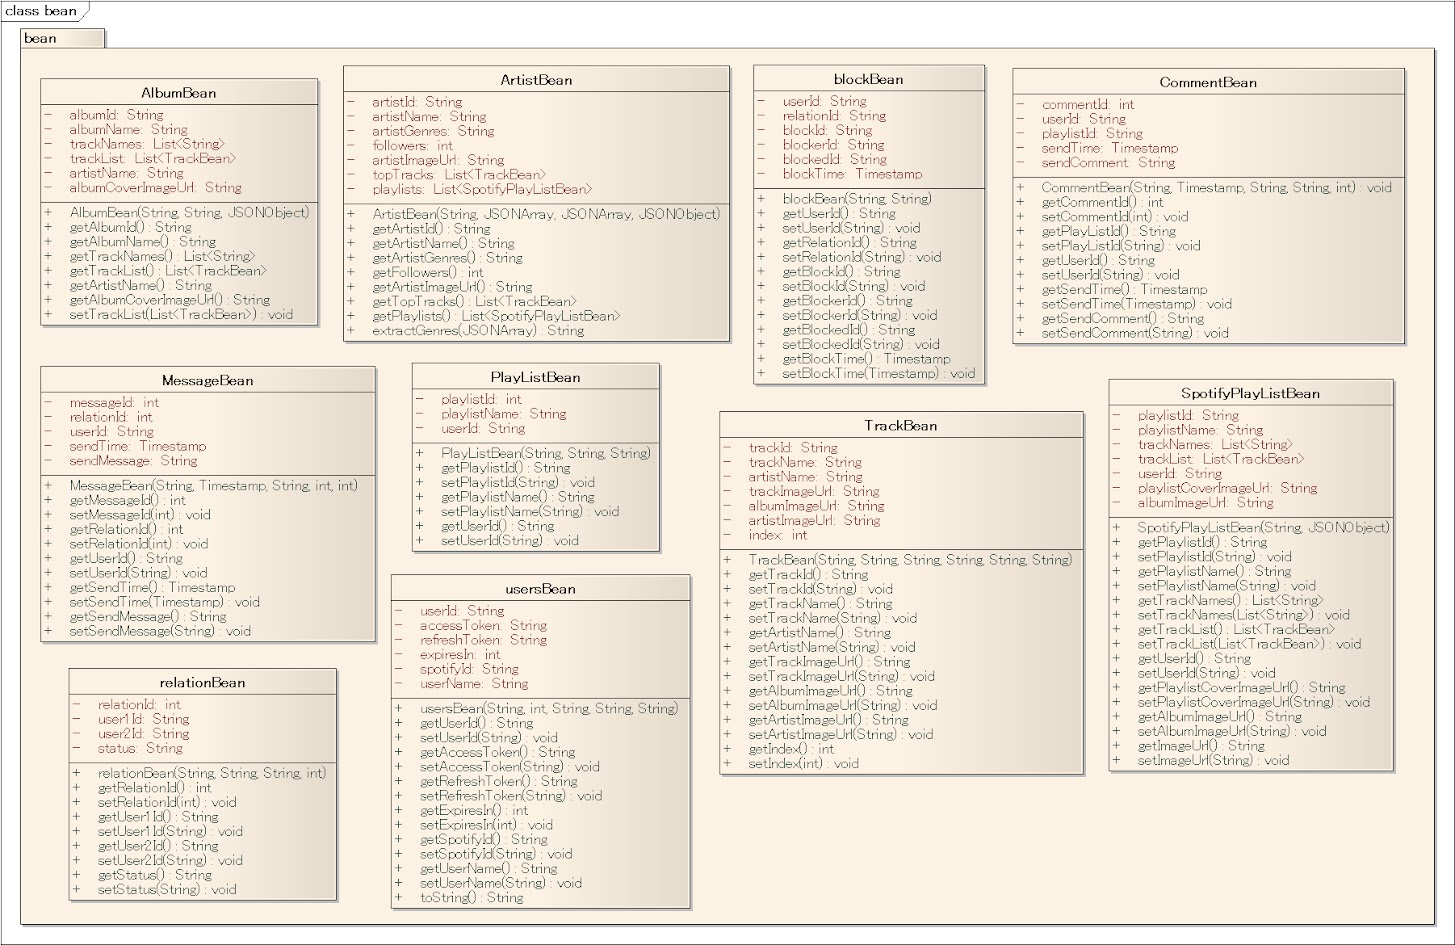 class bean
bean
AlbumBean
- albumId: String
- albumName: String
- trackNames: List<String>
- trackList: List<TrackBean>
- artistName: String
- albumCoverImageUrl: String
+ AlbumBean(String, String, JSONObject)
+ getAlbumId() : String
+ getAlbumName() : String
+ getTrackNames() : List<String>
+ getTrackList() : List<TrackBean>
+ getArtistName() : String
+ getAlbumCoverImageUrl() : String
+ setTrackList(List<TrackBean>) : void
ArtistBean
- artistId: String
- artistName: String
- artistGenres: String
- followers: int
- artistImageUrl: String
- topTracks: List<TrackBean>
- playlists: List<SpotifyPlayListBean>
+ ArtistBean(String, JSONArray, JSONArray, JSONObject)
+ getArtistId() : String
+ getArtistName() : String
+ getArtistGenres() : String
+ getFollowers() : int
+ getArtistImageUrl() : String
+ getTopTracks() : List<TrackBean>
+ getPlaylists() : List<SpotifyPlayListBean>
+ extractGenres(JSONArray) : String
blockBean
- userId: String
- relationId: String
- blockId: String
- blockerId: String
- blockedId: String
- blockTime: Timestamp
+ blockBean(String, String)
+ getUserId() : String
+ setUserId(String) : void
+ getRelationId() : String
+ setRelationId(String) : void
+ getBlockId() : String
+ setBlockId(String) : void
+ getBlockerId() : String
+ setBlockerId(String) : void
+ getBlockedId() : String
+ setBlockedId(String) : void
+ getBlockTime() : Timestamp
+ setBlockTime(Timestamp) : void
CommentBean
- commentId: int
- userId: String
- playlistId: String
- sendTime: Timestamp
- sendComment: String
+ CommentBean(String, Timestamp, String, String, int) : void
+ getCommentId() : int
+ setCommentId(int) : void
+ getPlayListId() : String
+ setPlayListId(String) : void
+ getUserId() : String
+ setUserId(String) : void
+ getSendTime() : Timestamp
+ setSendTime(Timestamp) : void
+ getSendComment() : String
+ setSendComment(String) : void
MessageBean
- messageId: int
- relationId: int
- userId: String
- sendTime: Timestamp
- sendMessage: String
+ MessageBean(String, Timestamp, String, int, int)
+ getMessageId() : int
+ setMessageId(int) : void
+ getRelationId() : int
+ setRelationId(int) : void
+ getUserId() : String
+ setUserId(String) : void
+ getSendTime() : Timestamp
+ setSendTime(Timestamp) : void
+ getSendMessage() : String
+ setSendMessage(String) : void
PlayListBean
- playlistId: int
- playlistName: String
- userId: String
+ PlayListBean(String, String, String)
+ getPlaylistId() : String
+ setPlaylistId(String) : void
+ getPlaylistName() : String
+ setPlaylistName(String) : void
+ getUserId() : String
+ setUserId(String) : void
TrackBean
- trackId: String
- trackName: String
- artistName: String
- trackImageUrl: String
- albumImageUrl: String
- artistImageUrl: String
- index: int
+ TrackBean(String, String, String, String, String, String)
+ getTrackId() : String
+ setTrackId(String) : void
+ getTrackName() : String
+ setTrackName(String) : void
+ getArtistName() : String
+ setArtistName(String) : void
+ getTrackImageUrl() : String
+ setTrackImageUrl(String) : void
+ getAlbumImageUrl() : String
+ setAlbumImageUrl(String) : void
+ getArtistImageUrl() : String
+ setArtistImageUrl(String) : void
+ getIndex() : int
+ setIndex(int) : void
SpotifyPlayListBean
- playlistId: String
- playlistName: String
- trackNames: List<String>
- trackList: List<TrackBean>
- userId: String
- playlistCoverImageUrl: String
- albumImageUrl: String
+ SpotifyPlayListBean(String, JSONObject)
+ getPlaylistId() : String
+ setPlaylistId(String) : void
+ getPlaylistName() : String
+ setPlaylistName(String) : void
+ getTrackNames() : List<String>
+ setTrackNames(List<String>) : void
+ getTrackList() : List<TrackBean>
+ setTrackList(List<TrackBean>) : void
+ getUserId() : String
+ setUserId(String) : void
+ getPlaylistCoverImageUrl() : String
+ setPlaylistCoverImageUrl(String) : void
+ getAlbumImageUrl() : String
+ setAlbumImageUrl(String) : void
+ getImageUrl() : String
+ setImageUrl(String) : void
relationBean
- relationId: int
- user1Id: String
- user2Id: String
- status: String
+ relationBean(String, String, String, int)
+ getRelationId() : int
+ setRelationId(int) : void
+ getUser1Id() : String
+ setUser1Id(String) : void
+ getUser2Id() : String
+ setUser2Id(String) : void
+ getStatus() : String
+ setStatus(String) : void
usersBean
- userId: String
- accessToken: String
- refreshToken: String
- expiresIn: int
- spotifyId: String
- userName: String
+ usersBean(String, int, String, String, String)
+ getUserId() : String
+ setUserId(String) : void
+ getAccessToken() : String
+ setAccessToken(String) : void
+ getRefreshToken() : String
+ setRefreshToken(String) : void
+ getExpiresIn() : int
+ setExpiresIn(int) : void
+ getSpotifyId() : String
+ setSpotifyId(String) : void
+ getUserName() : String
+ setUserName(String) : void
+ toString() : String